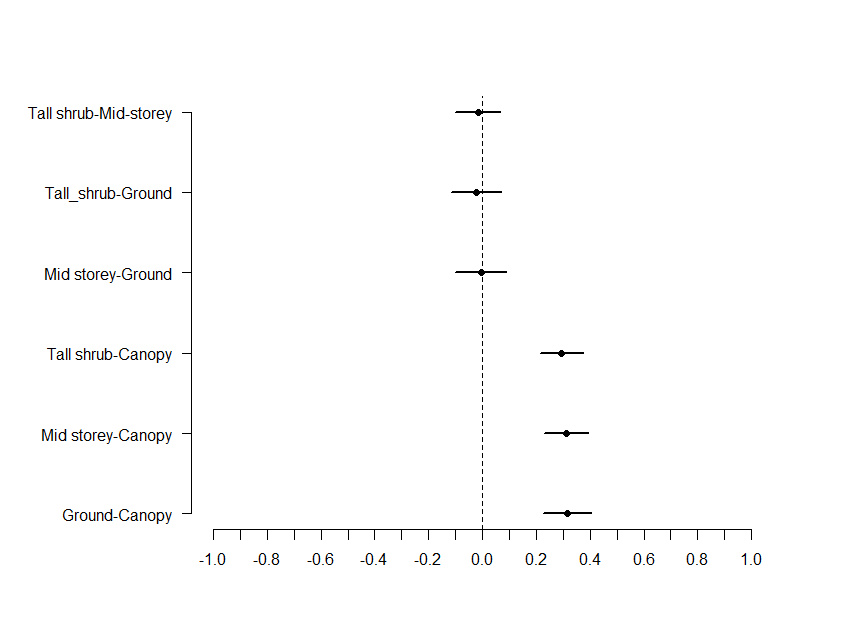 Tall shrub-Mid-storey
Tall_shrub-Ground
Mid storey-Ground
Tall shrub-Canopy
Mid storey-Canopy
Ground-Canopy
-1.0 -0.8 -0.6 -0.4 -0.2 0.0 0.2 0.4 0.6 0.8 1.0